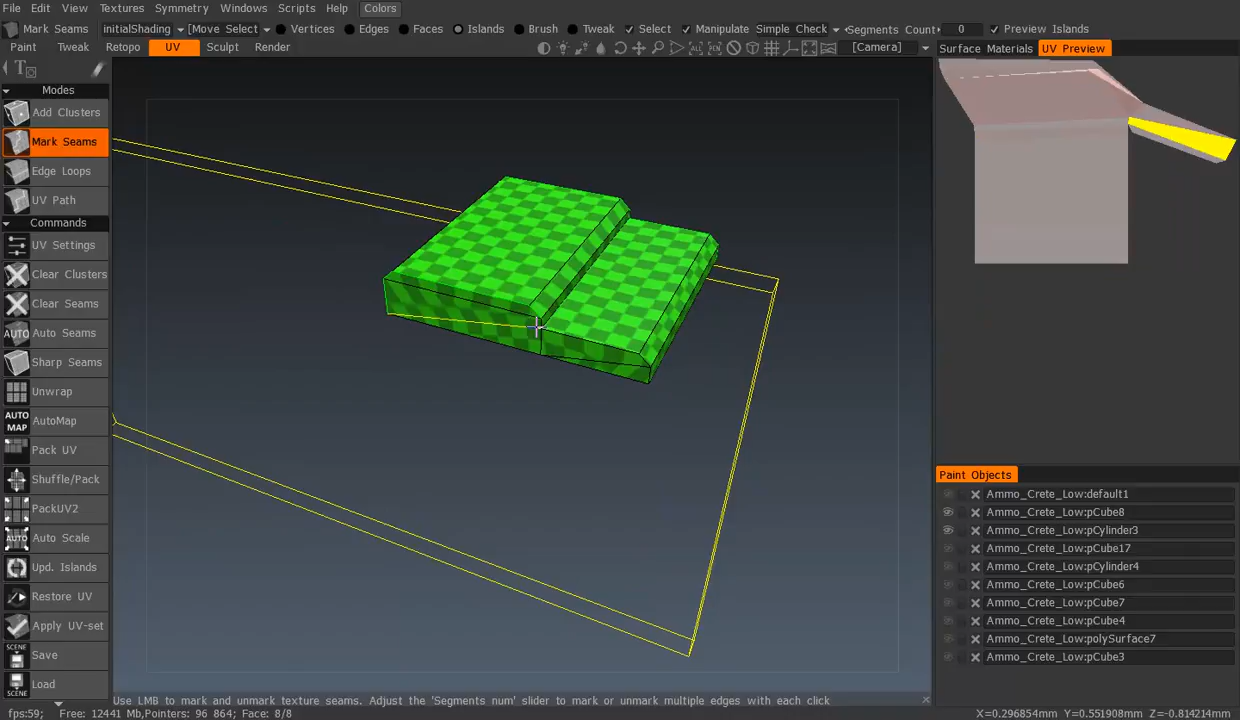 File Edit View Textures Symmetry Windows Scripts Help Colors
Mark Seams initialShading [Move Select] Vertices Edges Faces Islands Brush Tweak Select Manipulate Simple Check Segments Count 0 Preview Islands
Paint Tweak Retopo UV Sculpt Render [Camera] Surface Materials UV Preview
Modes
Add Clusters
Mark Seams
Edge Loops
UV Path
Commands
UV Settings
Clear Clusters
Clear Seams
AUTO Auto Seams
Sharp Seams
Unwrap
AUTO MAP AutoMap
Pack UV
Shuffle/Pack
PackUV2
AUTO Auto Scale
Upd. Islands
Restore UV
Apply UV-set
SCENE Save
Load
SCENE
Paint Objects
Ammo_Crete_Low:default1
Ammo_Crete_Low:pCube8
Ammo_Crete_Low:pCylinder3
Ammo_Crete_Low:pCube17
Ammo_Crete_Low:pCylinder4
Ammo_Crete_Low:pCube6
Ammo_Crete_Low:pCube7
Ammo_Crete_Low:pCube4
Ammo_Crete_Low:polySurface7
Ammo_Crete_Low:pCube3
Use LMB to mark and unmark texture seams. Adjust the 'Segments num' slider to mark or unmark multiple edges with each click
fps:59; Free: 12441 Mb,Pointers: 96 864; Face: 8/8 X=0.296854mm Y=0.551908mm Z=-0.814214mm